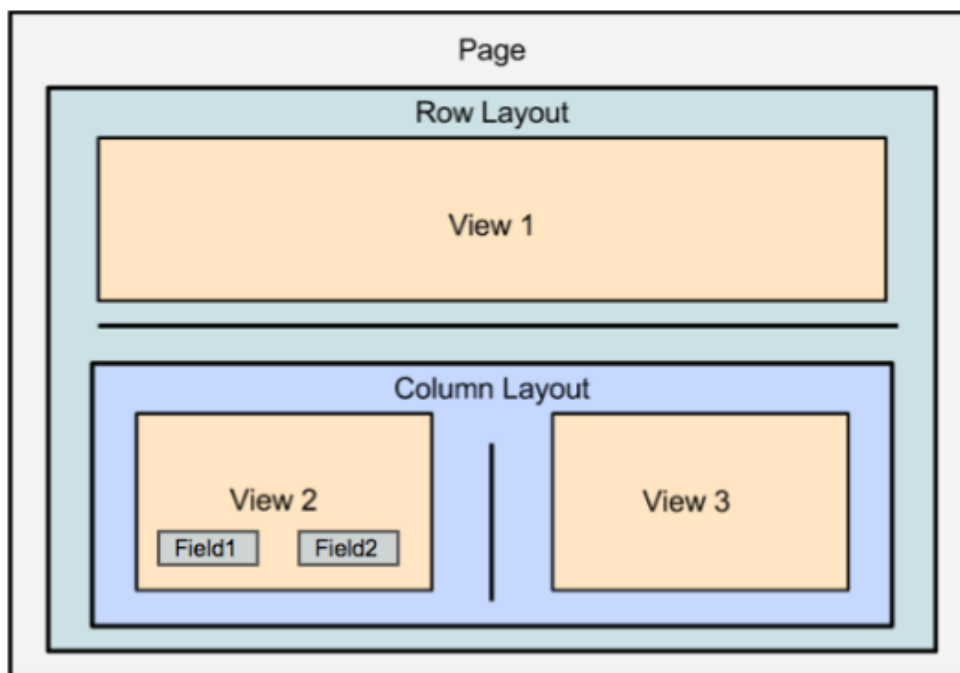 Page
Row Layout
View 1
Column Layout
View 2
Field1
Field2
View 3